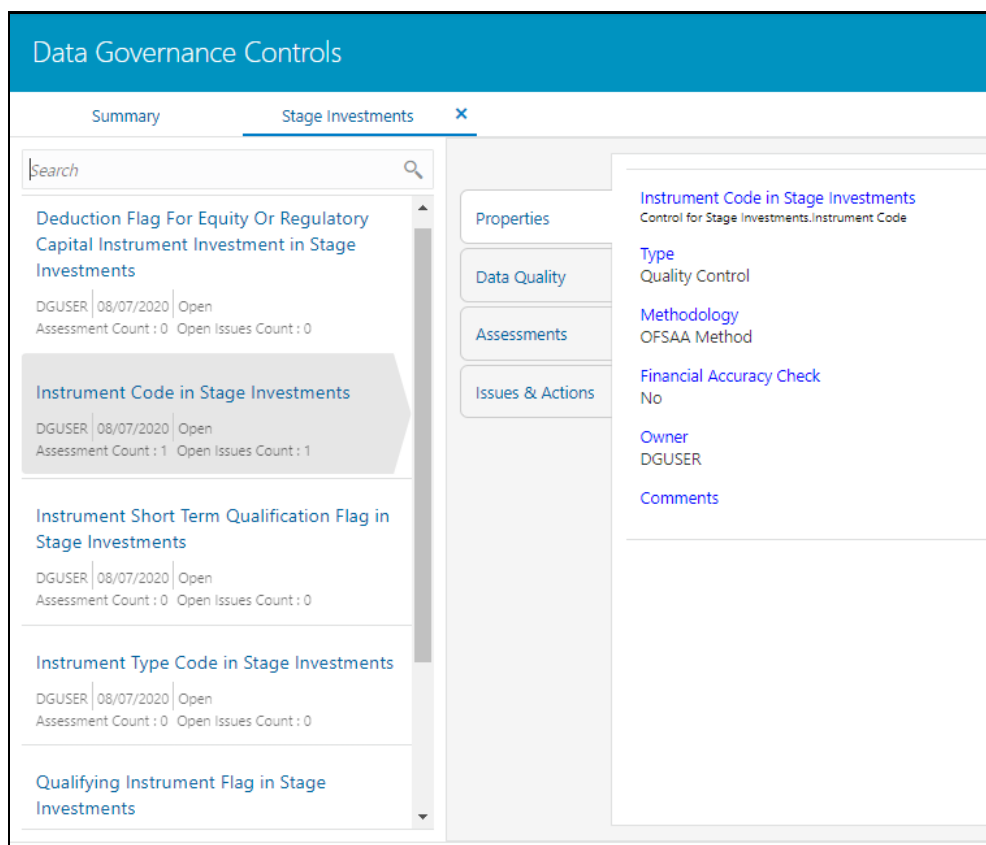 Data Governance Controls
Summary
Stage Investments
Search
Deduction Flag For Equity Or Regulatory
Capital Instrument Investment in Stage
Investments
DGUSER 08/07/2020 Open
Assessment Count : 0 Open Issues Count : 0
Instrument Code in Stage Investments
DGUSER 08/07/2020 Open
Assessment Count : 1 Open Issues Count : 1
Instrument Short Term Qualification Flag in
Stage Investments
DGUSER 08/07/2020 Open
Assessment Count : 0 Open Issues Count : 0
Instrument Type Code in Stage Investments
DGUSER 08/07/2020 Open
Assessment Count : 0 Open Issues Count : 0
Qualifying Instrument Flag in Stage
Investments
Properties
Data Quality
Assessments
Issues & Actions
Instrument Code in Stage Investments
Control for Stage Investments.Instrument Code
Type
Quality Control
Methodology
OFSAA Method
Financial Accuracy Check
No
Owner
DGUSER
Comments